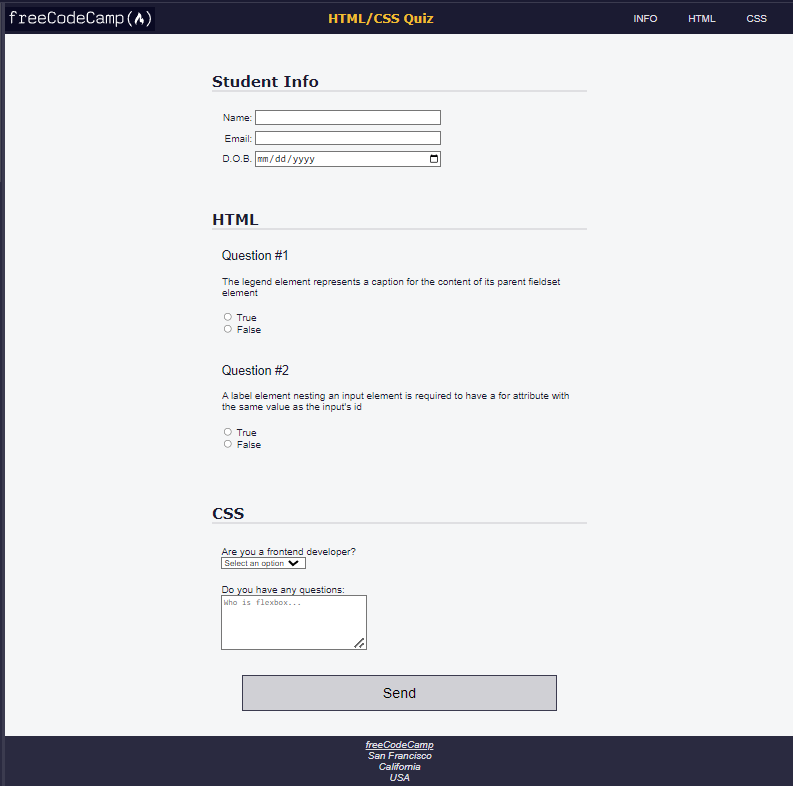 freeCodeCamp
HTML/CSS Quiz
INFO
HTML
CSS
Student Info
Name:
Email:
D.O.B.
mm/dd/yyyy
HTML
Question #1
The legend element represents a caption for the content of its parent fieldset
element
True
False
Question #2
A label element nesting an input element is required to have a for attribute with
the same value as the input's id
True
False
CSS
Are you a frontend developer?
Select an option
Do you have any questions:
Who is flexbox...
Send
freeCodeCamp
San Francisco
California
USA